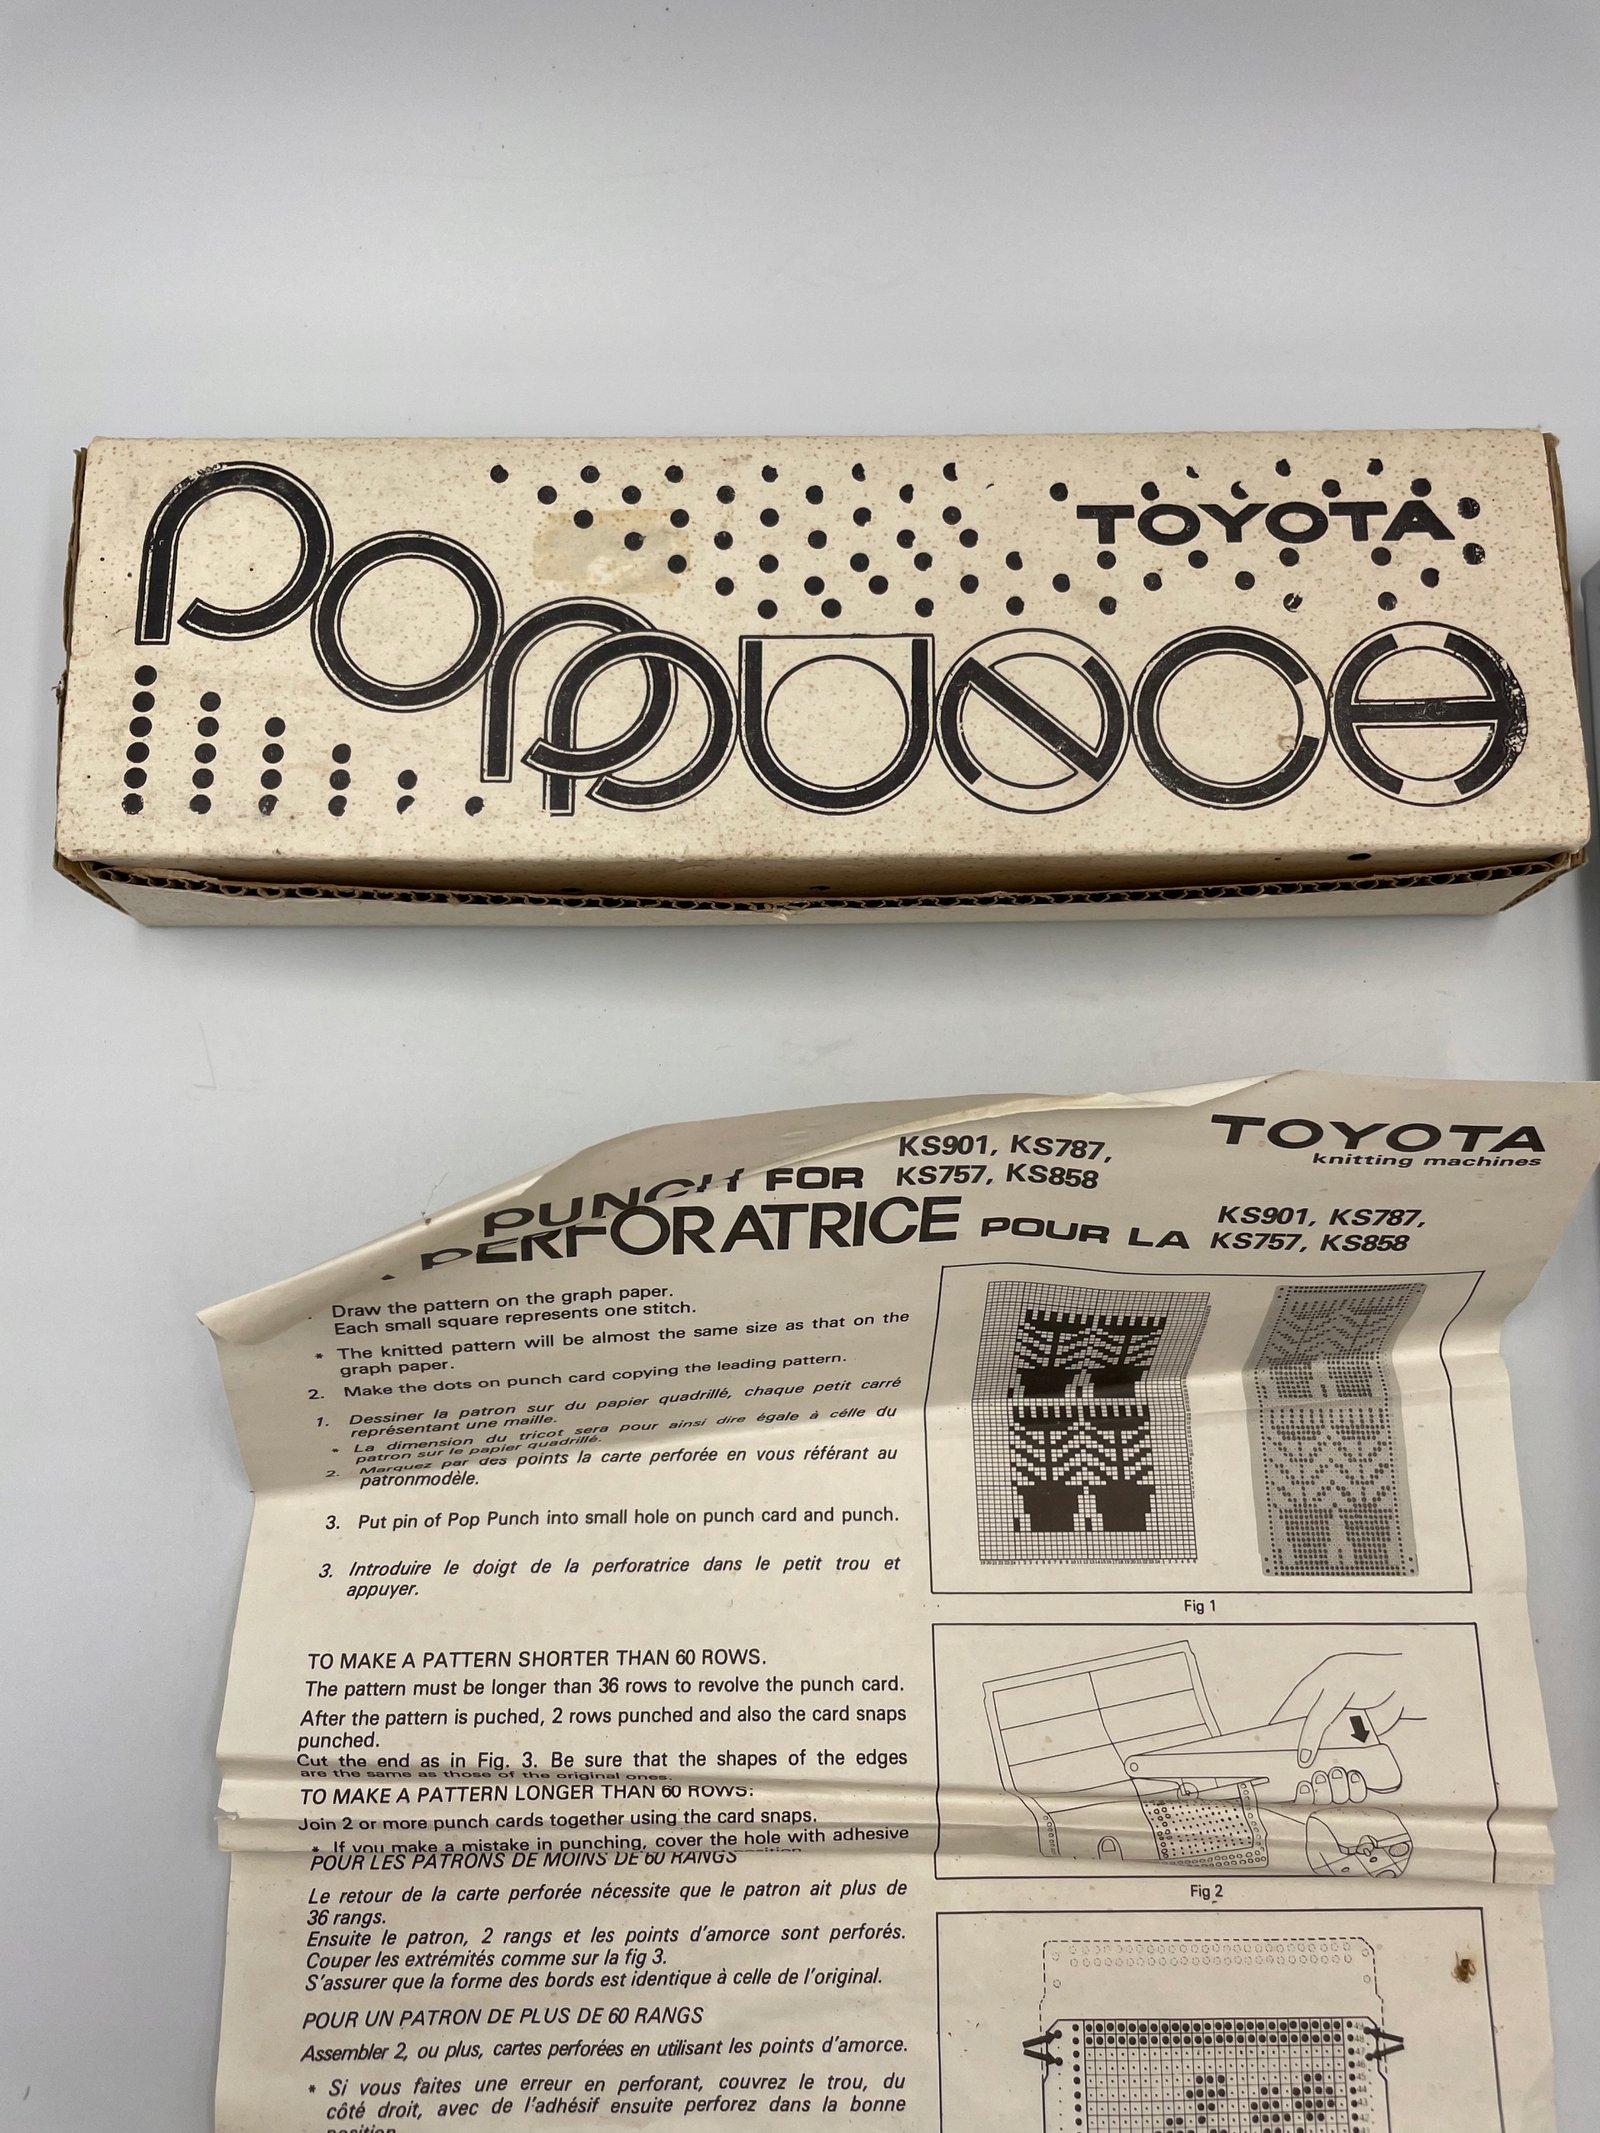 POP PUNCH
TOYOTA
TOYOTA
knitting machines
PUNCH FOR KS901, KS787,
KS757, KS858
PERFORATRICE POUR LA KS901, KS787,
KS757, KS858
Draw the pattern on the graph paper.
Each small square represents one stitch.
* The knitted pattern will be almost the same size as that on the
graph paper.
2. Make the dots on punch card copying the leading pattern.
1. Dessiner la patron sur du papier quadrillé, chaque petit carré
représentant une maille.
* La dimension du tricot sera pour ainsi dire égale à célle du
patron sur le papier quadrillé.
2. Marquez par des points la carte perforée en vous référant au
patronmodèle.
3. Put pin of Pop Punch into small hole on punch card and punch.
3. Introduire le doigt de la perforatrice dans le petit trou et
appuyer.
Fig 1
TO MAKE A PATTERN SHORTER THAN 60 ROWS.
The pattern must be longer than 36 rows to revolve the punch card.
After the pattern is puched, 2 rows punched and also the card snaps
punched.
Cut the end as in Fig. 3. Be sure that the shapes of the edges
are the same as those of the original ones.
TO MAKE A PATTERN LONGER THAN 60 ROWS.
Join 2 or more punch cards together using the card snaps.
* If you make a mistake in punching, cover the hole with adhesive
POUR LES PATRONS DE MOINS DE 60 RANGS
Le retour de la carte perforée nécessite que le patron ait plus de
36 rangs.
Ensuite le patron, 2 rangs et les points d'amorce sont perforés.
Couper les extrémités comme sur la fig 3.
S'assurer que la forme des bords est identique à celle de l'original.
Fig 2
POUR UN PATRON DE PLUS DE 60 RANGS
Assembler 2, ou plus, cartes perforées en utilisant les points d'amorce.
* Si vous faites une erreur en perforant, couvrez le trou, du
côté droit, avec de l'adhésif ensuite perforez dans la bonne
position.